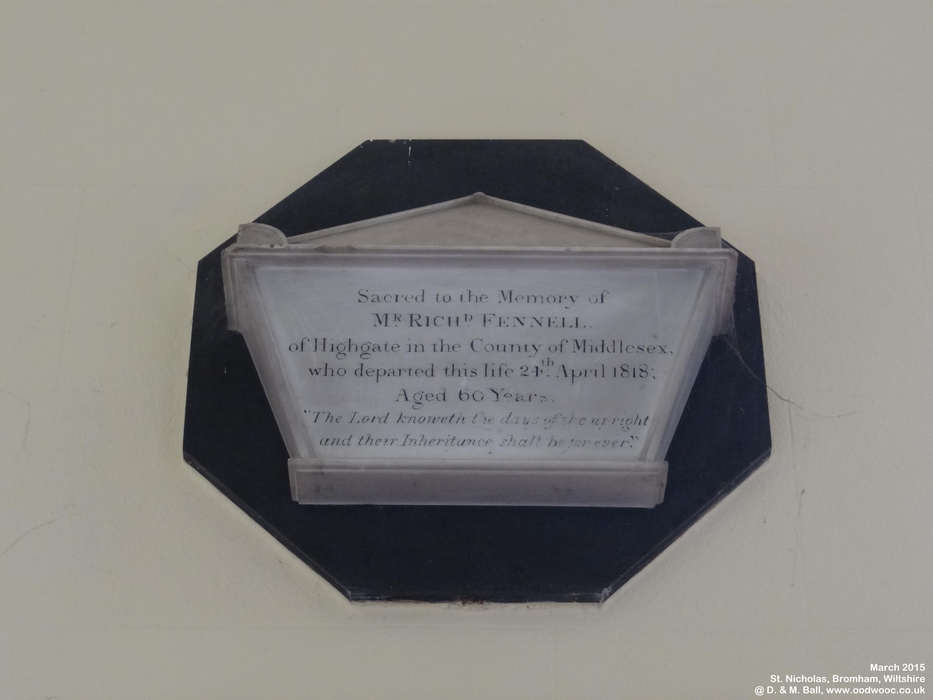 Sacred to the Memory of
Mᴿ RICHᴰ FENNELL.
of Highgate in the County of Middlesex,
who departed this life 24th. April 1818;
Aged 60 Years.
"The Lord knoweth the days of the upright
and their Inheritance shall be for ever."
March 2015
St. Nicholas, Bromham, Wiltshire
@ D. & M. Ball, www.oodwooc.co.uk